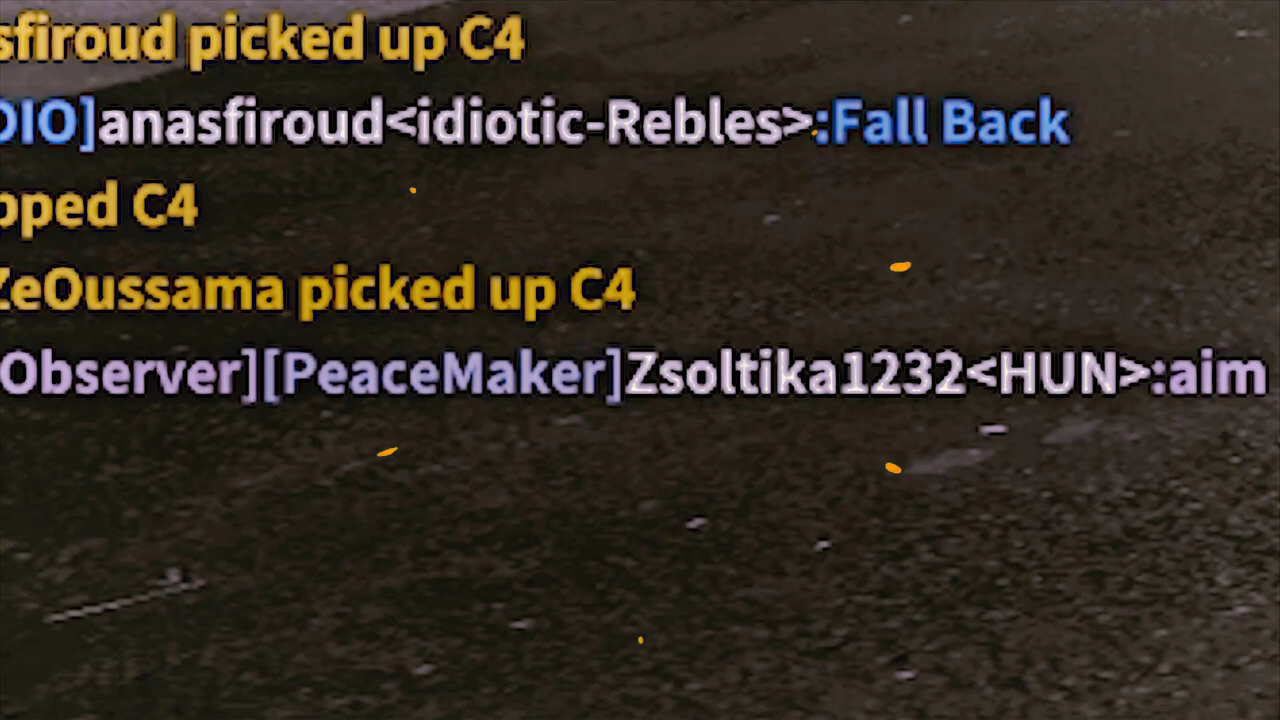 sfiroud picked up C4
DIO]anasfiroud<idiotic-Rebles>:Fall Back
pped C4
ZeOussama picked up C4
Observer][PeaceMaker]Zsoltika1232<HUN>:aim